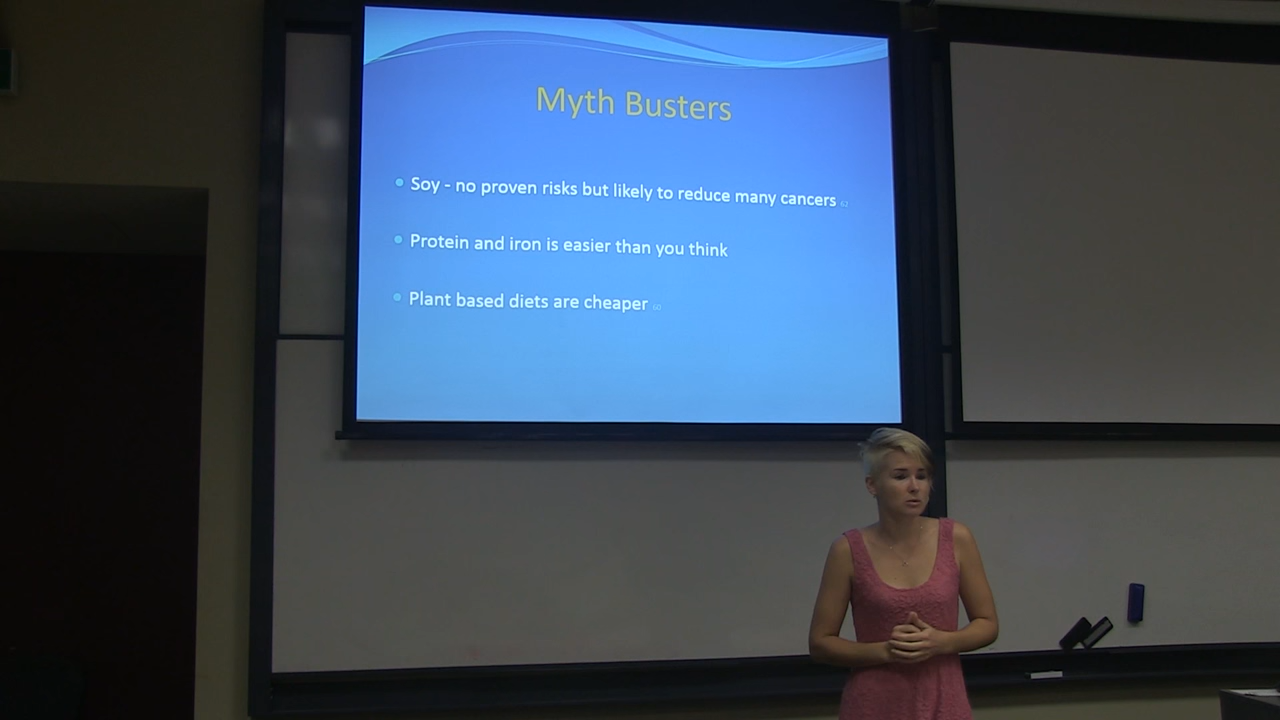 Myth Busters
Soy - no proven risks but likely to reduce many cancers 62
Protein and iron is easier than you think
Plant based diets are cheaper